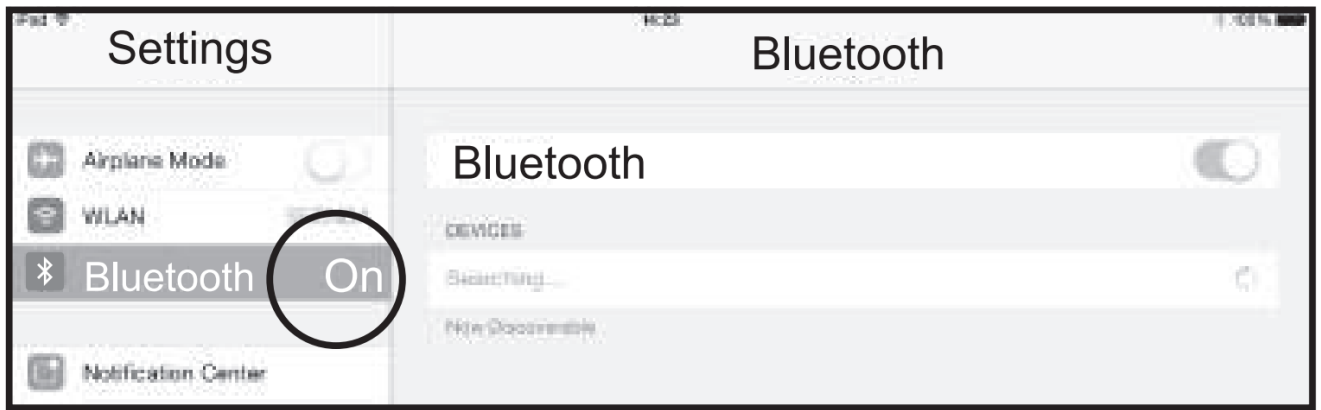 iPad
Settings
Airplane Mode
WLAN
Bluetooth On
Notification Center
Bluetooth
Bluetooth
DEVICES
Searching...
Now Discoverable